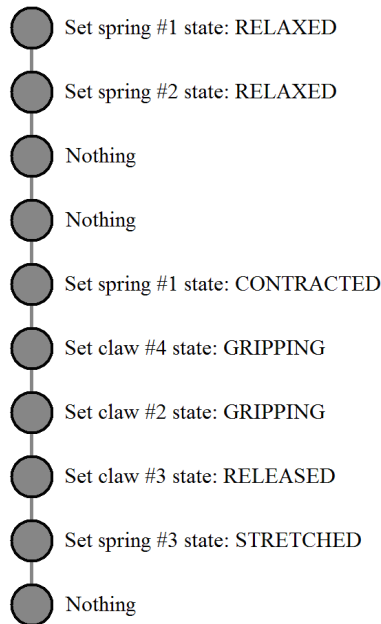 Set spring #1 state: RELAXED
Set spring #2 state: RELAXED
Nothing
Nothing
Set spring #1 state: CONTRACTED
Set claw #4 state: GRIPPING
Set claw #2 state: GRIPPING
Set claw #3 state: RELEASED
Set spring #3 state: STRETCHED
Nothing